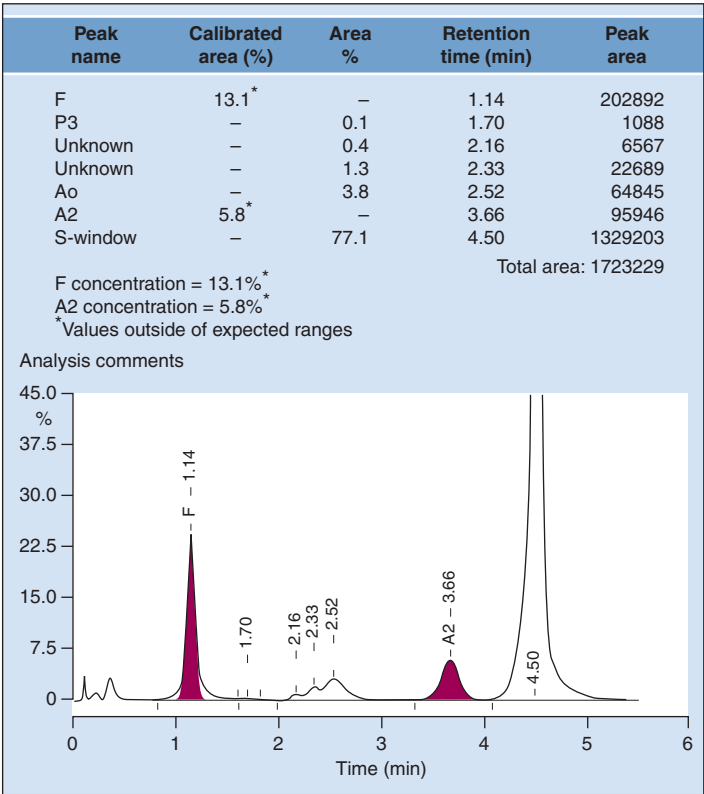 Peak name Calibrated area (%) Area % Retention time (min) Peak area
F 13.1* – 1.14 202892
P3 – 0.1 1.70 1088
Unknown – 0.4 2.16 6567
Unknown – 1.3 2.33 22689
Ao – 3.8 2.52 64845
A2 5.8* – 3.66 95946
S-window – 77.1 4.50 1329203
Total area: 1723229
F concentration = 13.1%*
A2 concentration = 5.8%*
*Values outside of expected ranges
Analysis comments
45.0
%
37.5
30.0
22.5
15.0
7.5
0
F – 1.14
– 1.70
– 2.16
– 2.33
– 2.52
A2 – 3.66
– 4.50
0 1 2 3 4 5 6
Time (min)